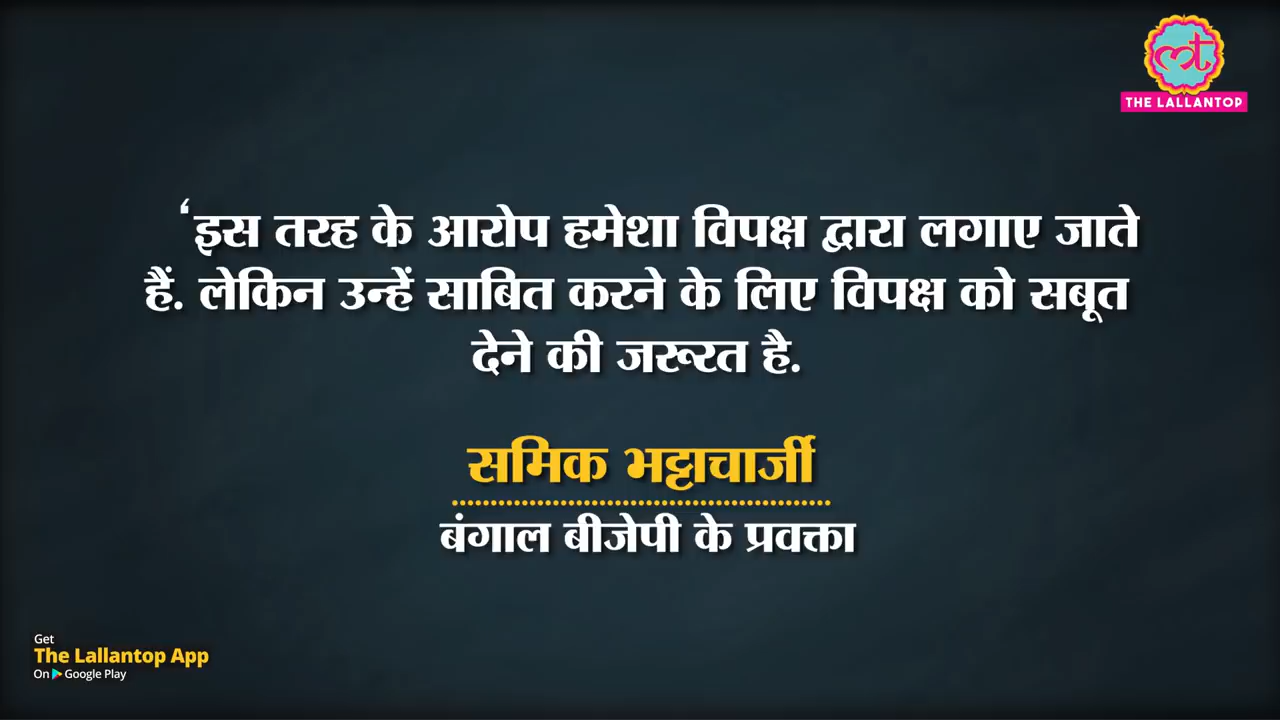 THE LALLANTOP
‘इस तरह के आरोप हमेशा विपक्ष द्वारा लगाए जाते
हैं. लेकिन उन्हें साबित करने के लिए विपक्ष को सबूत
देने की जरूरत है.
समिक भट्टाचार्जी
बंगाल बीजेपी के प्रवक्ता
Get
The Lallantop App
On Google Play